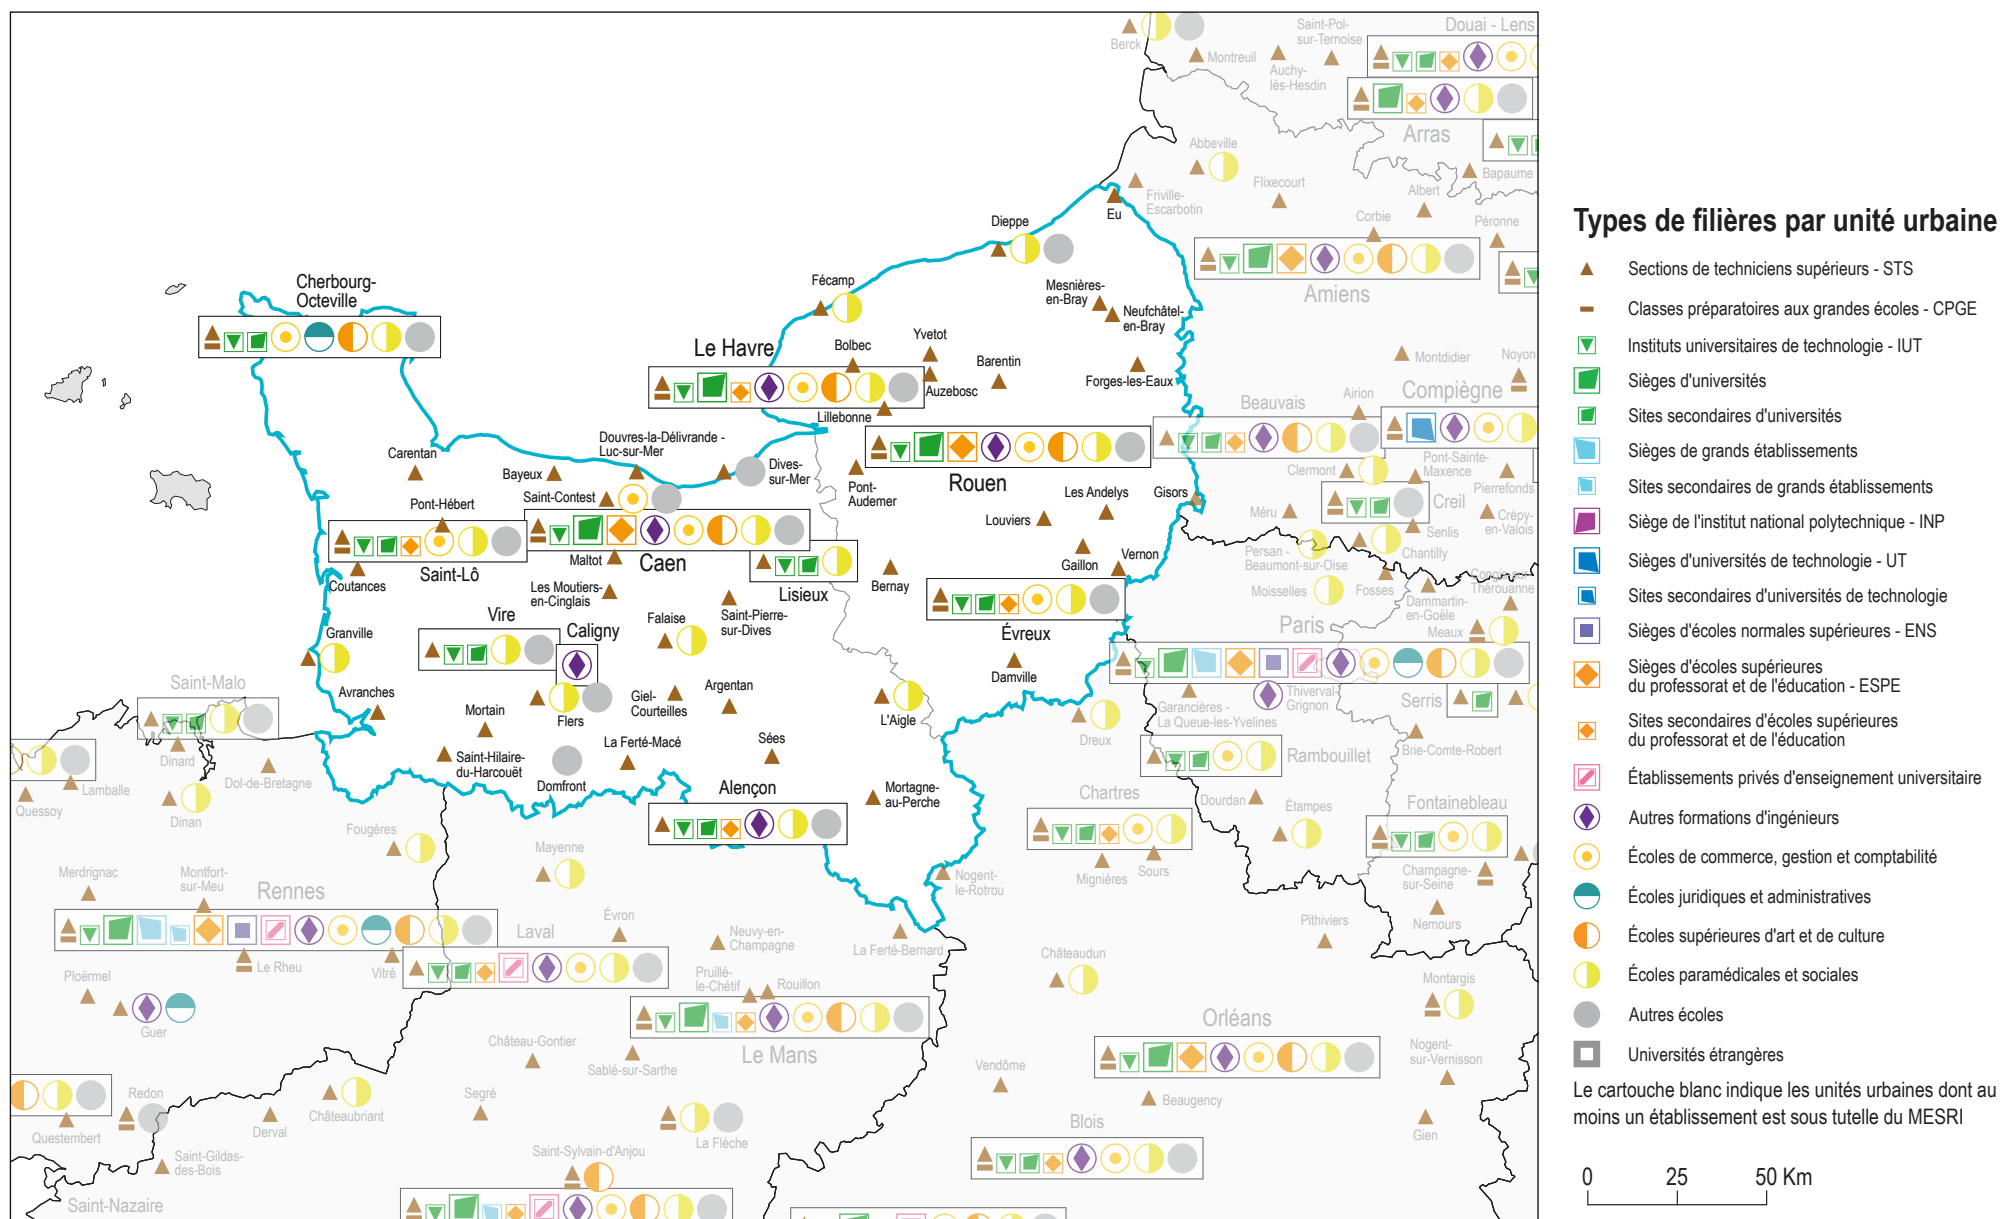 Saint-Pol-
sur-Ternoise
Douai - Lens
Berck
Montreuil
Auchy-
lès-Hesdin
Arras
Abbeville
Bapaume
Flixecourt
Albert
Friville-
Escarbotin
Corbie
Péronne
Eu
Dieppe
Amiens
Cherbourg-
Octeville
Fécamp
Mesnières-
en-Bray
Neufchâtel-
en-Bray
Yvetot
Le Havre
Bolbec
Barentin
Montdidier
Noyon
Forges-les-Eaux
Auzebosc
Airion
Compiègne
Beauvais
Lillebonne
Douvres-la-Délivrande -
Luc-sur-Mer
Carentan
Bayeux
Dives-
sur-Mer
Pont-
Audemer
Rouen
Clermont
Pont-Sainte-
Maxence
Pierrefonds
Saint-Contest
Les Andelys
Gisors
Pont-Hébert
Louviers
Méru
Creil
Crépy-
en-Valois
Senlis
Persan -
Beaumont-sur-Oise
Chantilly
Maltot
Caen
Saint-Lô
Vernon
Gaillon
Bernay
Coutances
Les Moutiers-
en-Cinglais
Lisieux
Moisselles
Fosses
Congis-sur-
Thérouanne
Dammartin-
en-Goële
Vire
Falaise
Saint-Pierre-
sur-Dives
Évreux
Paris
Meaux
Granville
Caligny
Damville
Saint-Malo
Avranches
Giel-
Courteilles
Argentan
L'Aigle
Garancières -
La Queue-les-Yvelines
Thiverval-
Grignon
Serris
Mortain
Flers
Dreux
Dinard
Saint-Hilaire-
du-Harcouët
La Ferté-Macé
Sées
Rambouillet
Brie-Comte-Robert
Lamballe
Dol-de-Bretagne
Domfront
Alençon
Mortagne-
au-Perche
Chartres
Dourdan
Étampes
Fontainebleau
Quessoy
Dinan
Fougères
Mayenne
Mignières
Sours
Merdrignac
Montfort-
sur-Meu
Rennes
Nogent-
le-Rotrou
Champagne-
sur-Seine
Évron
Laval
Neuvy-en-
Champagne
La Ferté-Bernard
Pithiviers
Nemours
Ploërmel
Le Rheu
Vitré
Châteaudun
Pruillé-
le-Chétif
Rouillon
Montargis
Guer
Orléans
Château-Gontier
Le Mans
Sablé-sur-Sarthe
Vendôme
Nogent-
sur-Vernisson
Redon
Châteaubriant
Segré
Beaugency
Questembert
Derval
La Flèche
Blois
Gien
Saint-Gildas-
des-Bois
Saint-Sylvain-d'Anjou
Saint-Nazaire
Types de filières par unité urbaine
Sections de techniciens supérieurs - STS
Classes préparatoires aux grandes écoles - CPGE
Instituts universitaires de technologie - IUT
Sièges d'universités
Sites secondaires d'universités
Sièges de grands établissements
Sites secondaires de grands établissements
Siège de l'institut national polytechnique - INP
Sièges d'universités de technologie - UT
Sites secondaires d'universités de technologie
Sièges d'écoles normales supérieures - ENS
Sièges d'écoles supérieures
du professorat et de l'éducation - ESPE
Sites secondaires d'écoles supérieures
du professorat et de l'éducation
Établissements privés d'enseignement universitaire
Autres formations d'ingénieurs
Écoles de commerce, gestion et comptabilité
Écoles juridiques et administratives
Écoles supérieures d'art et de culture
Écoles paramédicales et sociales
Autres écoles
Universités étrangères
Le cartouche blanc indique les unités urbaines dont au
moins un établissement est sous tutelle du MESRI
0 25 50 Km